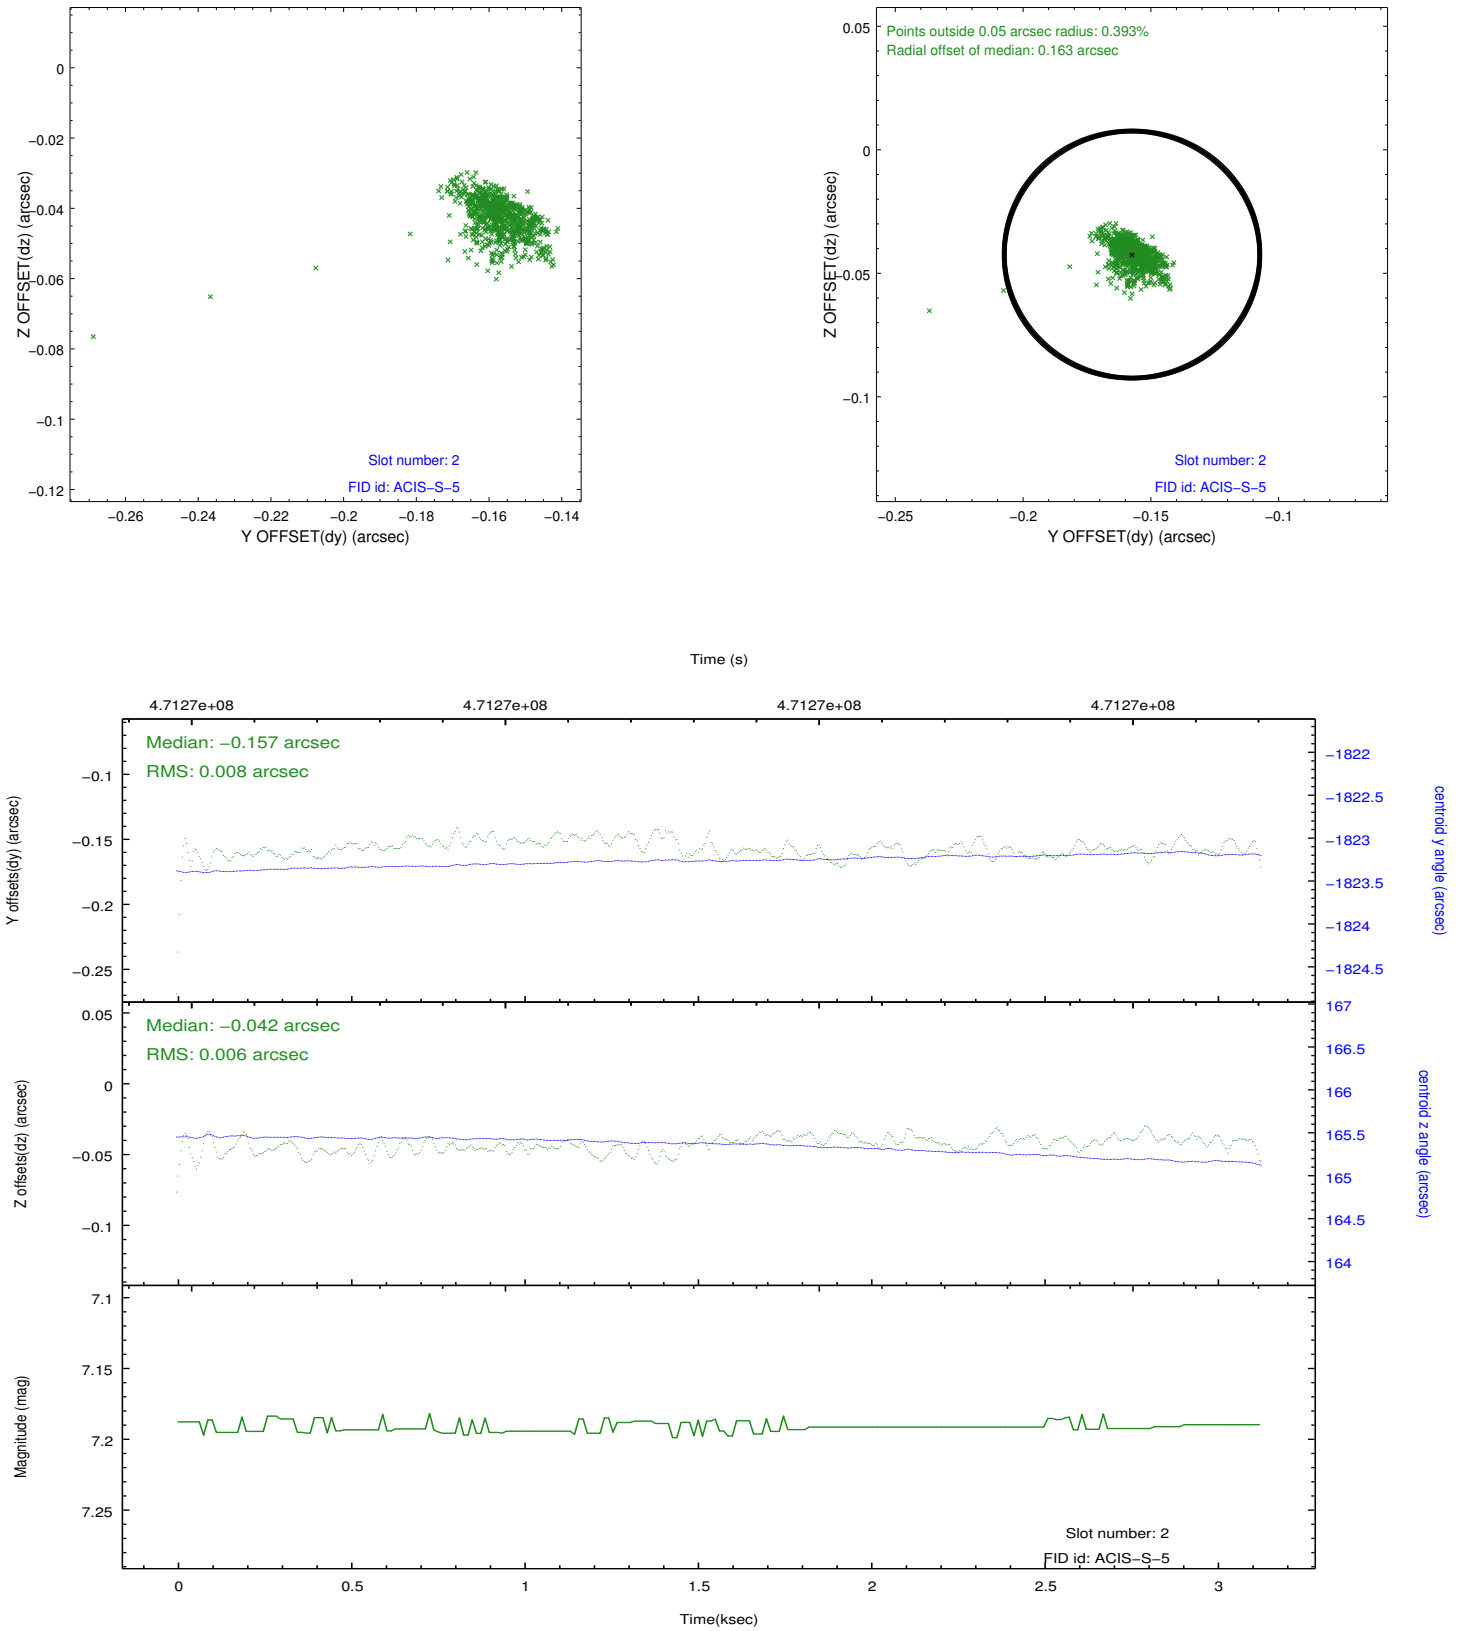 0
−0.02
−0.04
−0.06
−0.08
−0.1
−0.12
Z OFFSET(dz) (arcsec)
Slot number: 2
FID id: ACIS−S−5
−0.26
−0.24
−0.22
−0.2
−0.18
−0.16
−0.14
Y OFFSET(dy) (arcsec)
Points outside 0.05 arcsec radius: 0.393%
Radial offset of median: 0.163 arcsec
0.05
0
−0.05
−0.1
Z OFFSET(dz) (arcsec)
Slot number: 2
FID id: ACIS−S−5
−0.25
−0.2
−0.15
−0.1
Y OFFSET(dy) (arcsec)
Time (s)
4.7127e+08
4.7127e+08
4.7127e+08
4.7127e+08
Median: −0.157 arcsec
RMS: 0.008 arcsec
−0.1
−0.15
−0.2
−0.25
Y offsets(dy) (arcsec)
−1822
−1822.5
−1823
−1823.5
−1824
−1824.5
centroid y angle (arcsec)
Median: −0.042 arcsec
RMS: 0.006 arcsec
0.05
0
−0.05
−0.1
Z offsets(dz) (arcsec)
167
166.5
166
165.5
165
164.5
164
centroid z angle (arcsec)
7.1
7.15
7.2
7.25
Magnitude (mag)
Slot number: 2
FID id: ACIS−S−5
0
0.5
1
1.5
2
2.5
3
Time(ksec)